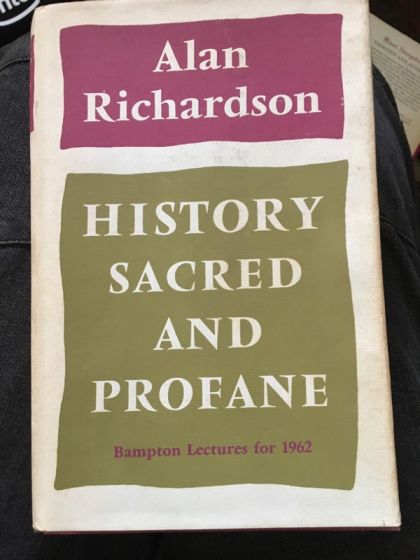 Alan
Richardson
HISTORY
SACRED
AND
PROFANE
Bampton Lectures for 1962